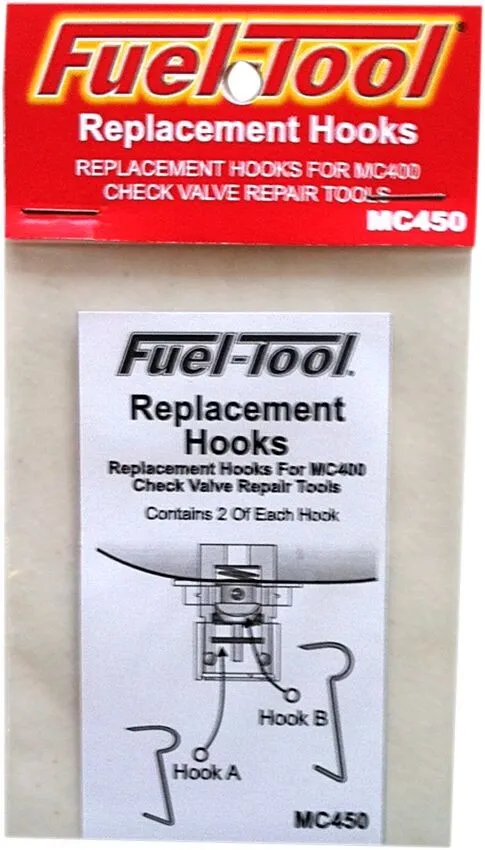 Fuel-Tool®
Replacement Hooks
REPLACEMENT HOOKS FOR MC400
CHECK VALVE REPAIR TOOLS
MC450
Fuel-Tool®
Replacement
Hooks
Replacement Hooks For MC400
Check Valve Repair Tools
Contains 2 Of Each Hook
Hook B
Hook A
MC450